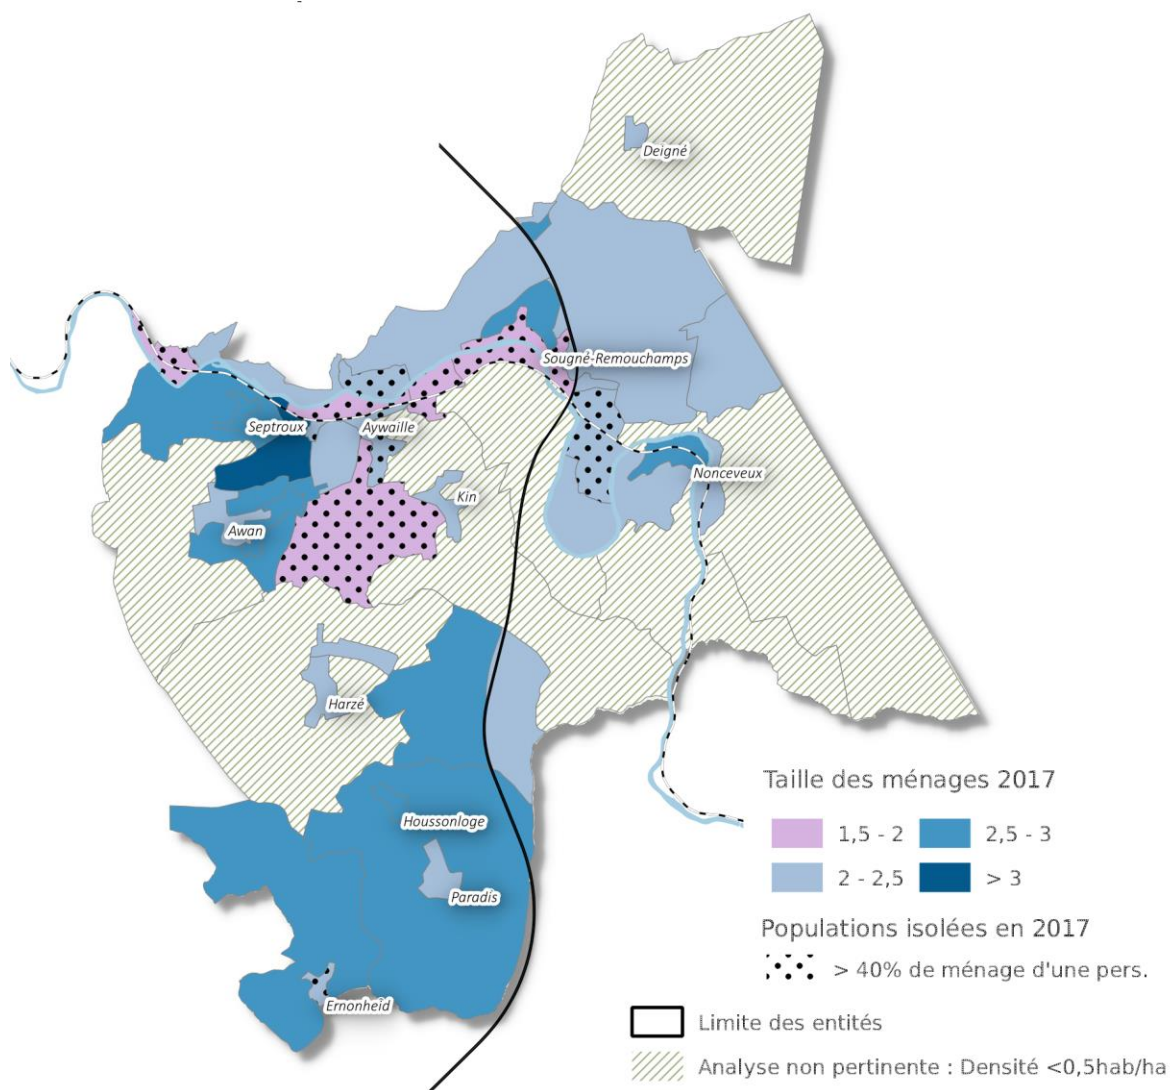 Deigné
Sougné-Remouchamps
Septroux
Aywaille
Nonceveux
Kin
Awan
Harzé
Houssonloge
Paradis
Ernonheid
Taille des ménages 2017
1,5 - 2
2,5 - 3
2 - 2,5
> 3
Populations isolées en 2017
> 40% de ménage d'une pers.
Limite des entités
Analyse non pertinente : Densité <0,5hab/ha